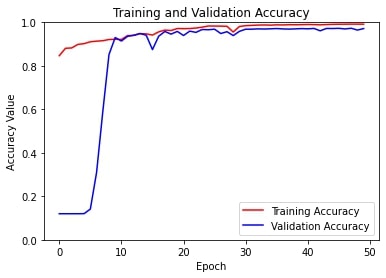 Training and Validation Accuracy
1.0
0.8
0.6
0.4
0.2
0.0
Accuracy Value
Training Accuracy
Validation Accuracy
0 10 20 30 40 50
Epoch